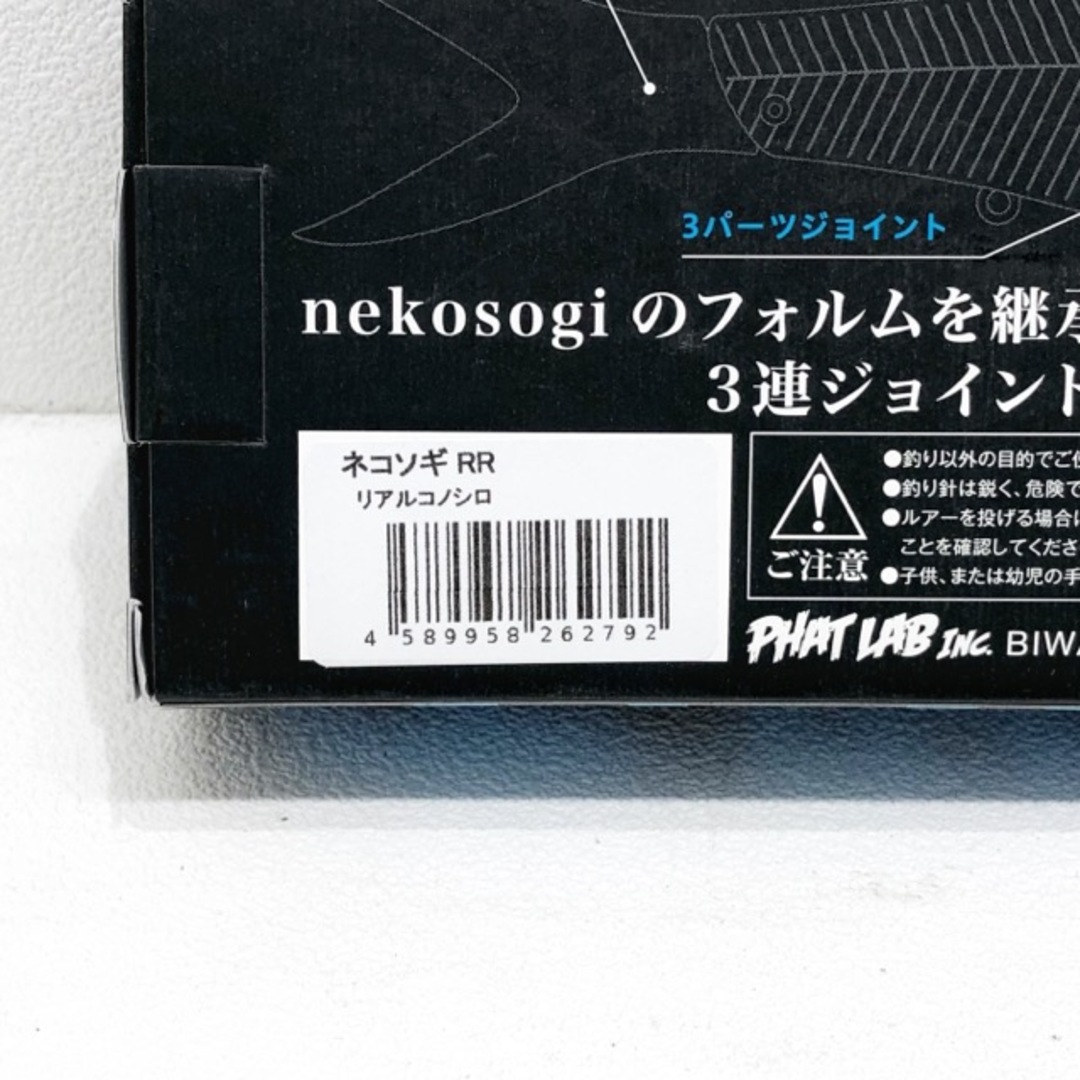 3パーツジョイント
nekosogi のフォルムを継承
3連ジョイント
ネコソギ RR
リアルコノシロ
4 589958 262792
ご注意
●釣り以外の目的でご使
●釣り針は鋭く、危険で
●ルアーを投げる場合に
ことを確認してくださ
●子供、または幼児の手
PHAT LAB INC. BIWA